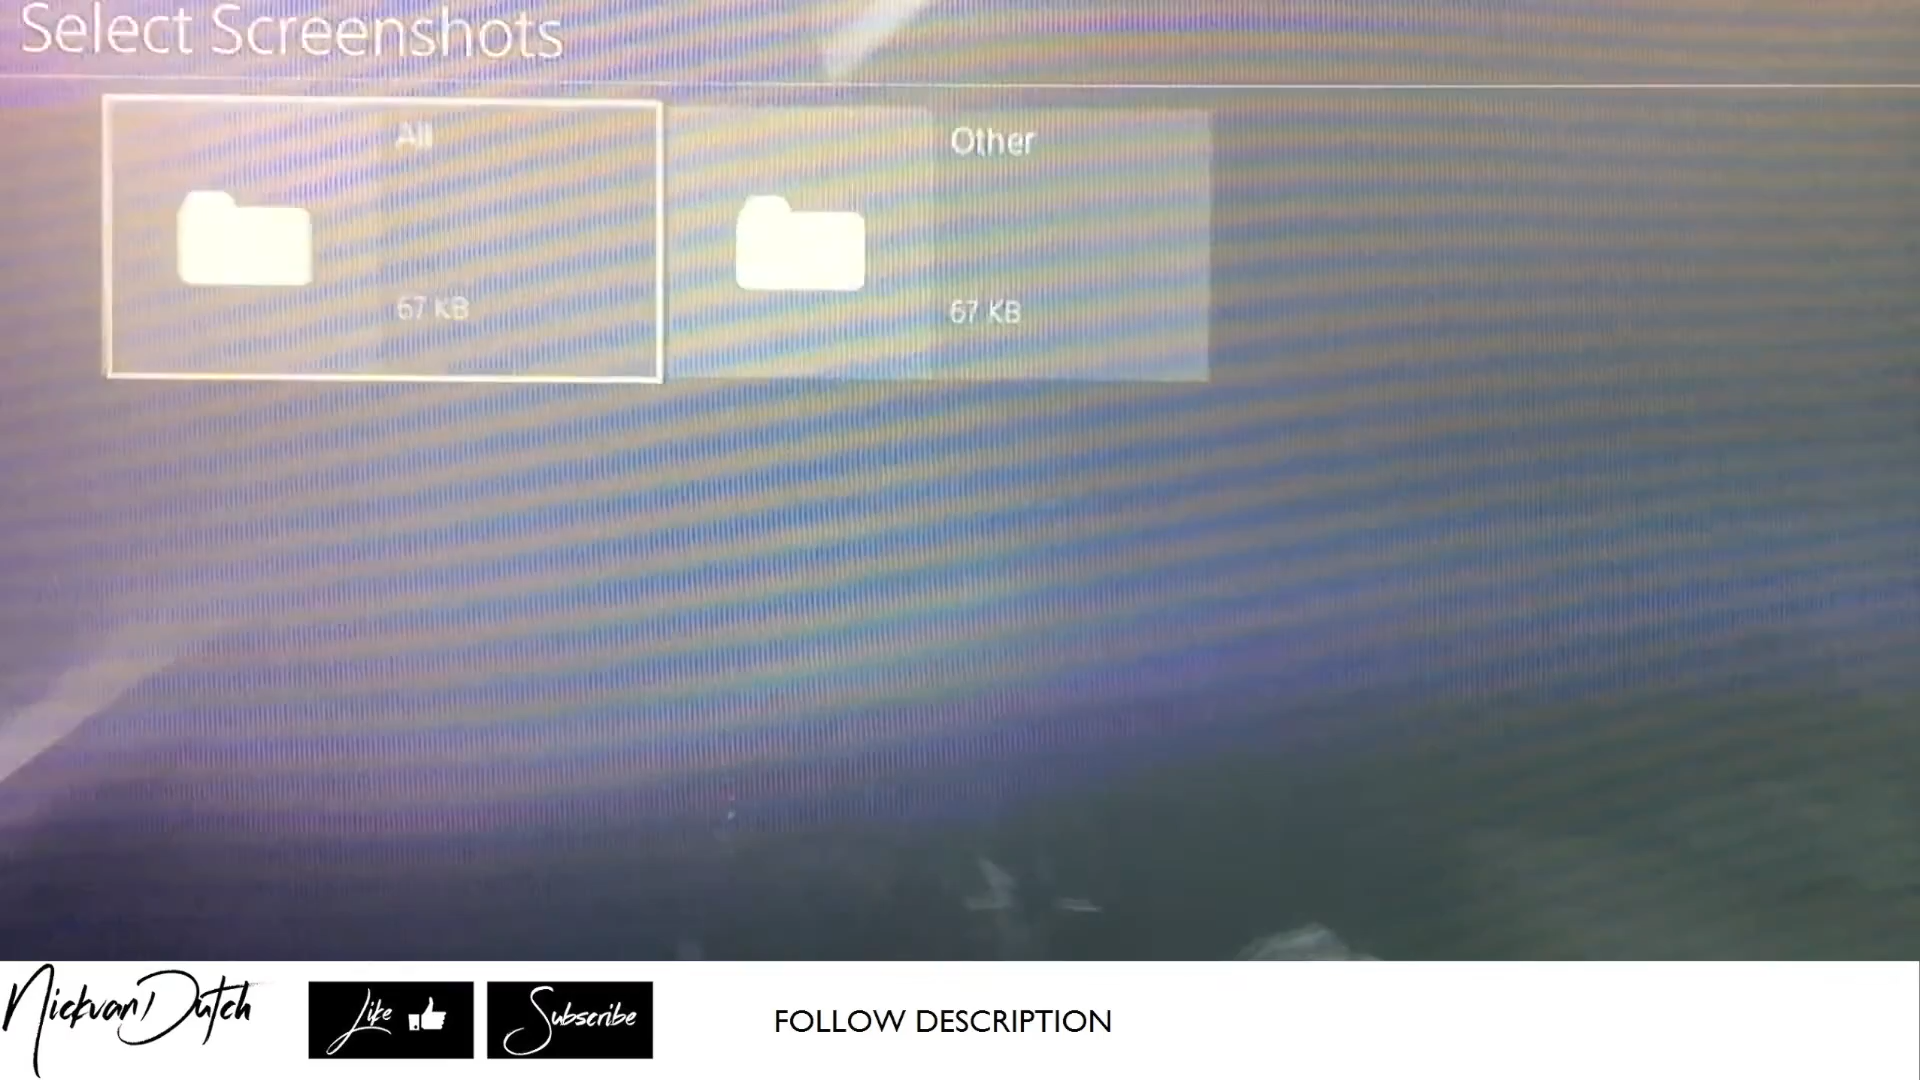 Select Screenshots
All
67 KB
Other
67 KB
NickvanDutch
Like
Subscribe
FOLLOW DESCRIPTION